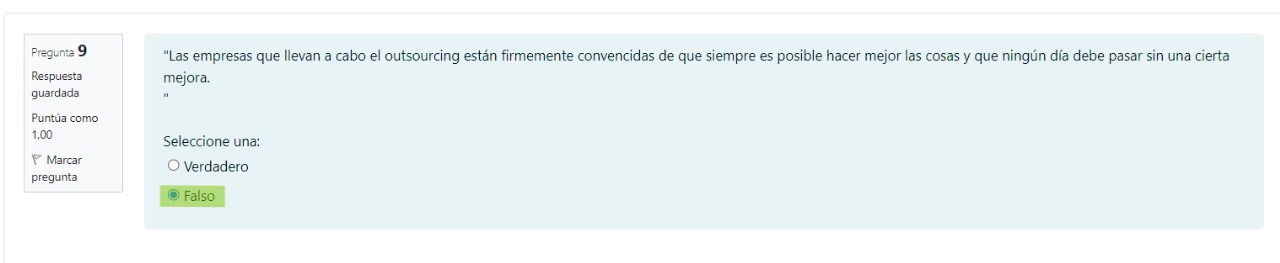 Pregunta 9
Respuesta
guardada
Puntúa como
1,00
Marcar
pregunta
"Las empresas que llevan a cabo el outsourcing están firmemente convencidas de que siempre es posible hacer mejor las cosas y que ningún día debe pasar sin una cierta
mejora.
"
Seleccione una:
Verdadero
Falso